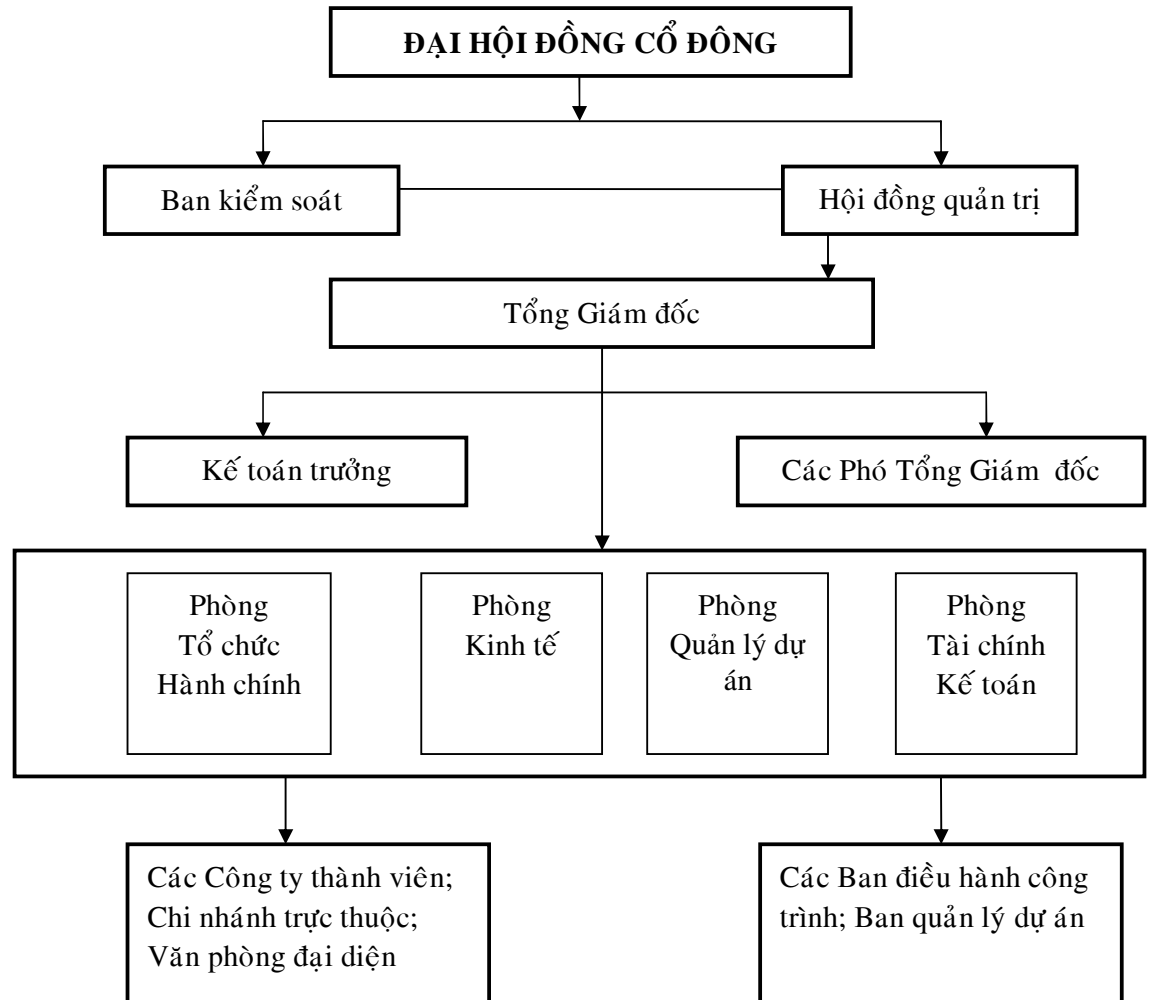 ĐẠI HỘI ĐỒNG CỔ ĐÔNG
Ban kiểm soát
Hội đồng quản trị
Tổng Giám đốc
Kế toán trưởng
Các Phó Tổng Giám đốc
Phòng
Tổ chức
Hành chính
Phòng
Kinh tế
Phòng
Quản lý dự
án
Phòng
Tài chính
Kế toán
Các Công ty thành viên;
Chi nhánh trực thuộc;
Văn phòng đại diện
Các Ban điều hành công
trình; Ban quản lý dự án